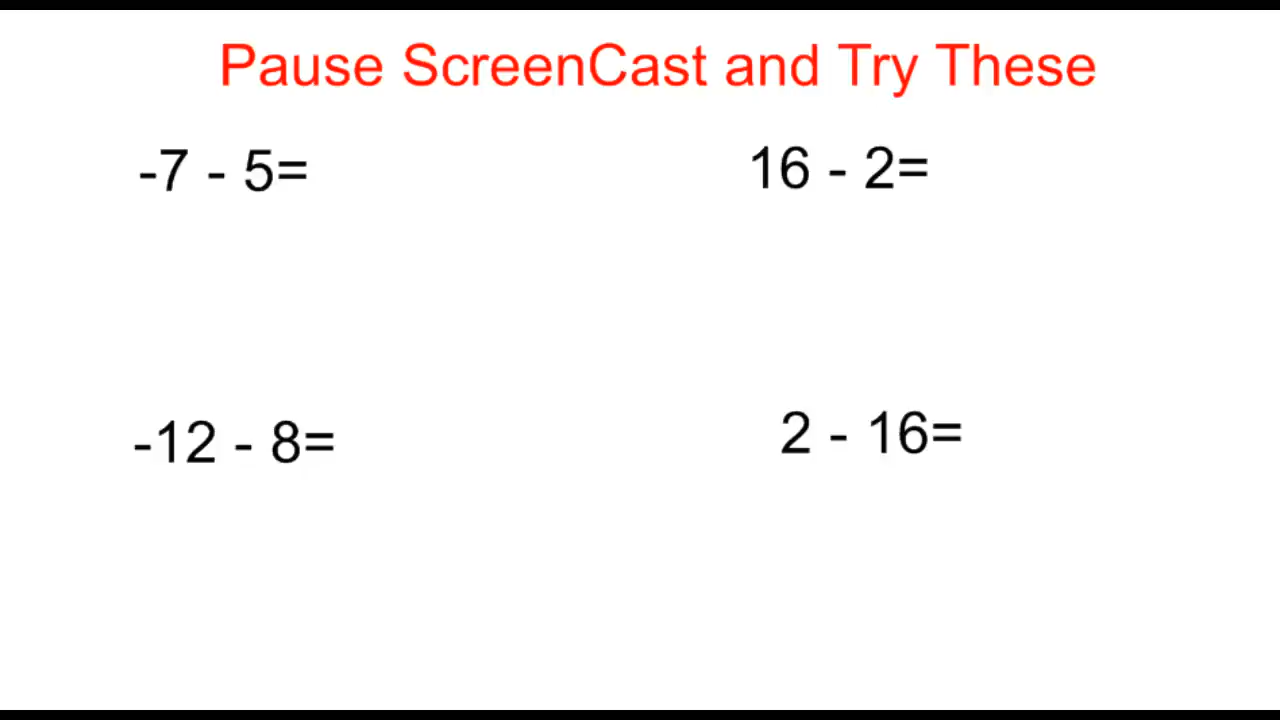 Pause ScreenCast and Try These
-7 - 5=
16 - 2=
-12 - 8=
2 - 16=